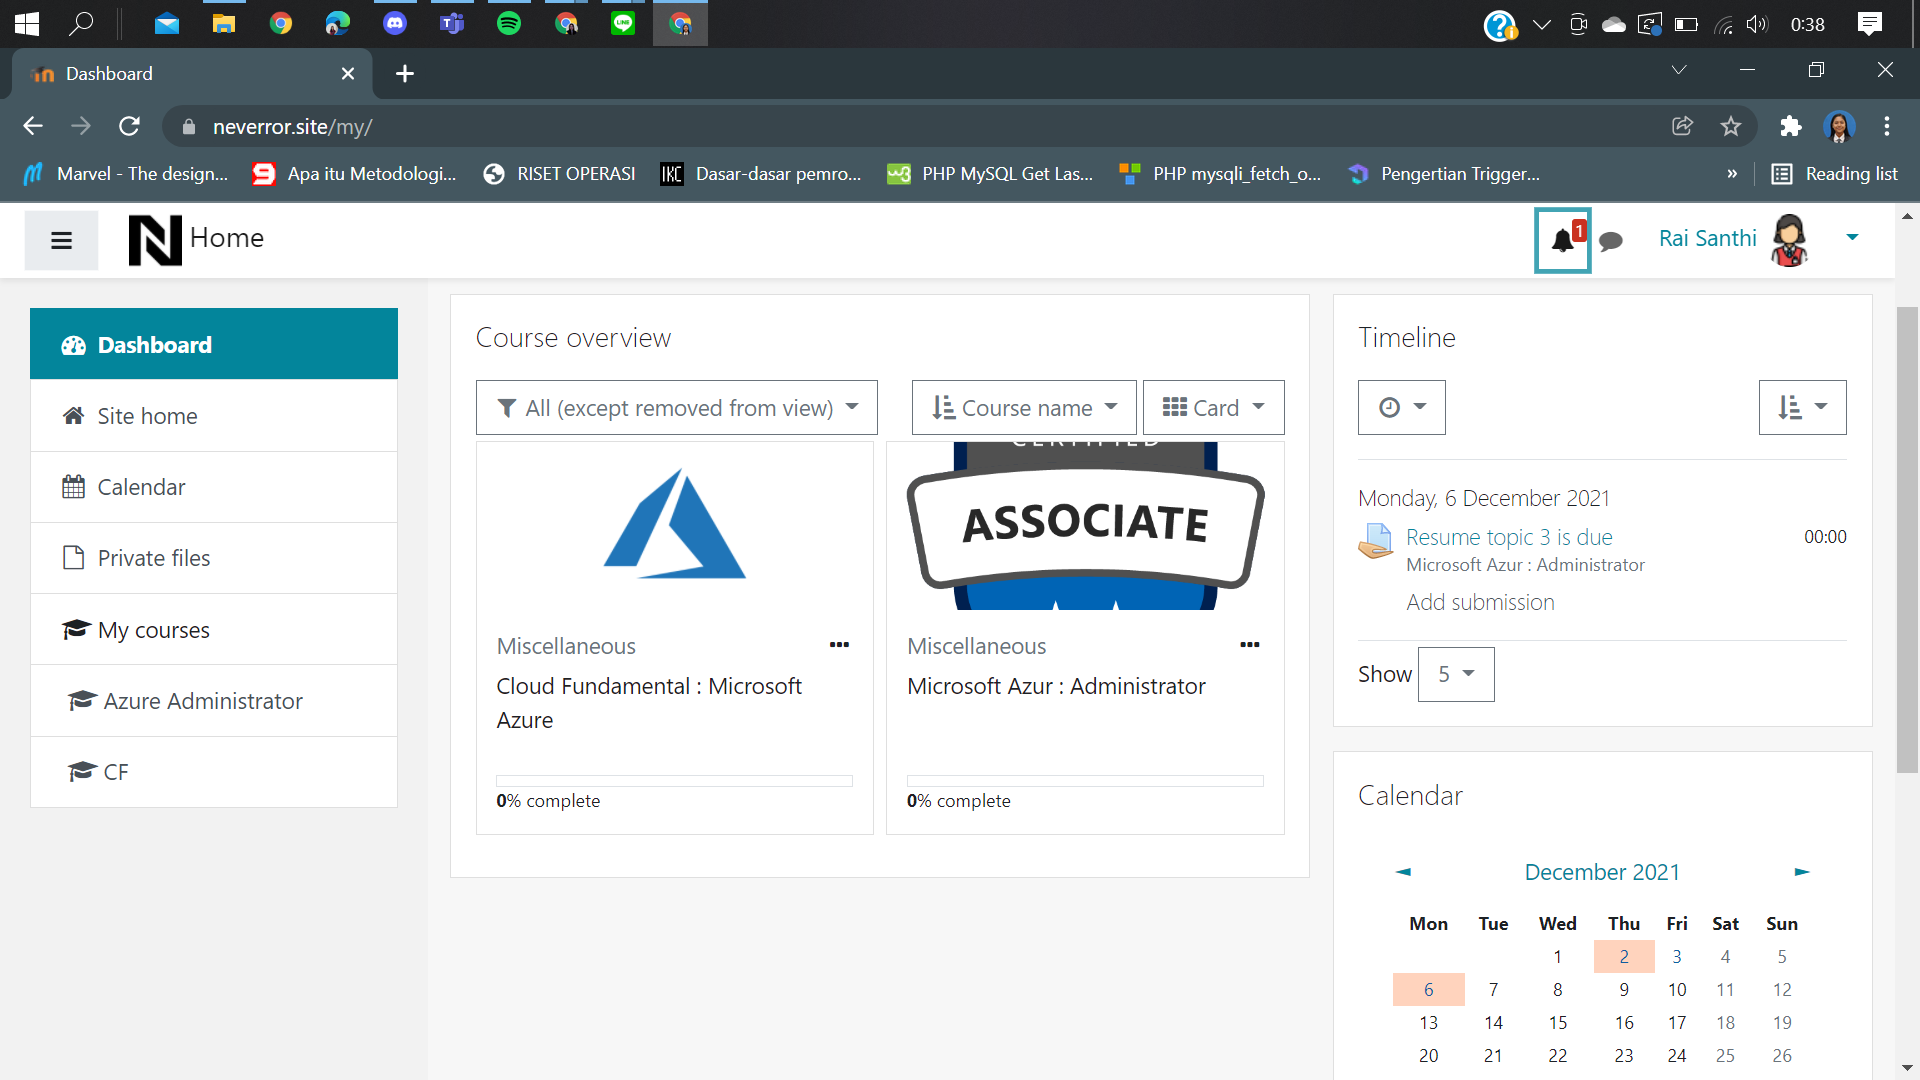 0:38
Dashboard
neverror.site/my/
Marvel - The design...
Apa itu Metodologi...
RISET OPERASI
IKC
Dasar-dasar pemro...
PHP MySQL Get Las...
PHP mysqli_fetch_o...
Pengertian Trigger...
»
Reading list
N Home
1
Rai Santhi
Dashboard
Site home
Calendar
Private files
My courses
Azure Administrator
CF
Course overview
All (except removed from view)
Course name
Card
CERTIFIED
ASSOCIATE
Miscellaneous
Cloud Fundamental : Microsoft
Azure
0% complete
Miscellaneous
Microsoft Azur : Administrator
0% complete
Timeline
Monday, 6 December 2021
Resume topic 3 is due
00:00
Microsoft Azur : Administrator
Add submission
Show 5
Calendar
◄ December 2021 ►
Mon Tue Wed Thu Fri Sat Sun
1 2 3 4 5
6 7 8 9 10 11 12
13 14 15 16 17 18 19
20 21 22 23 24 25 26